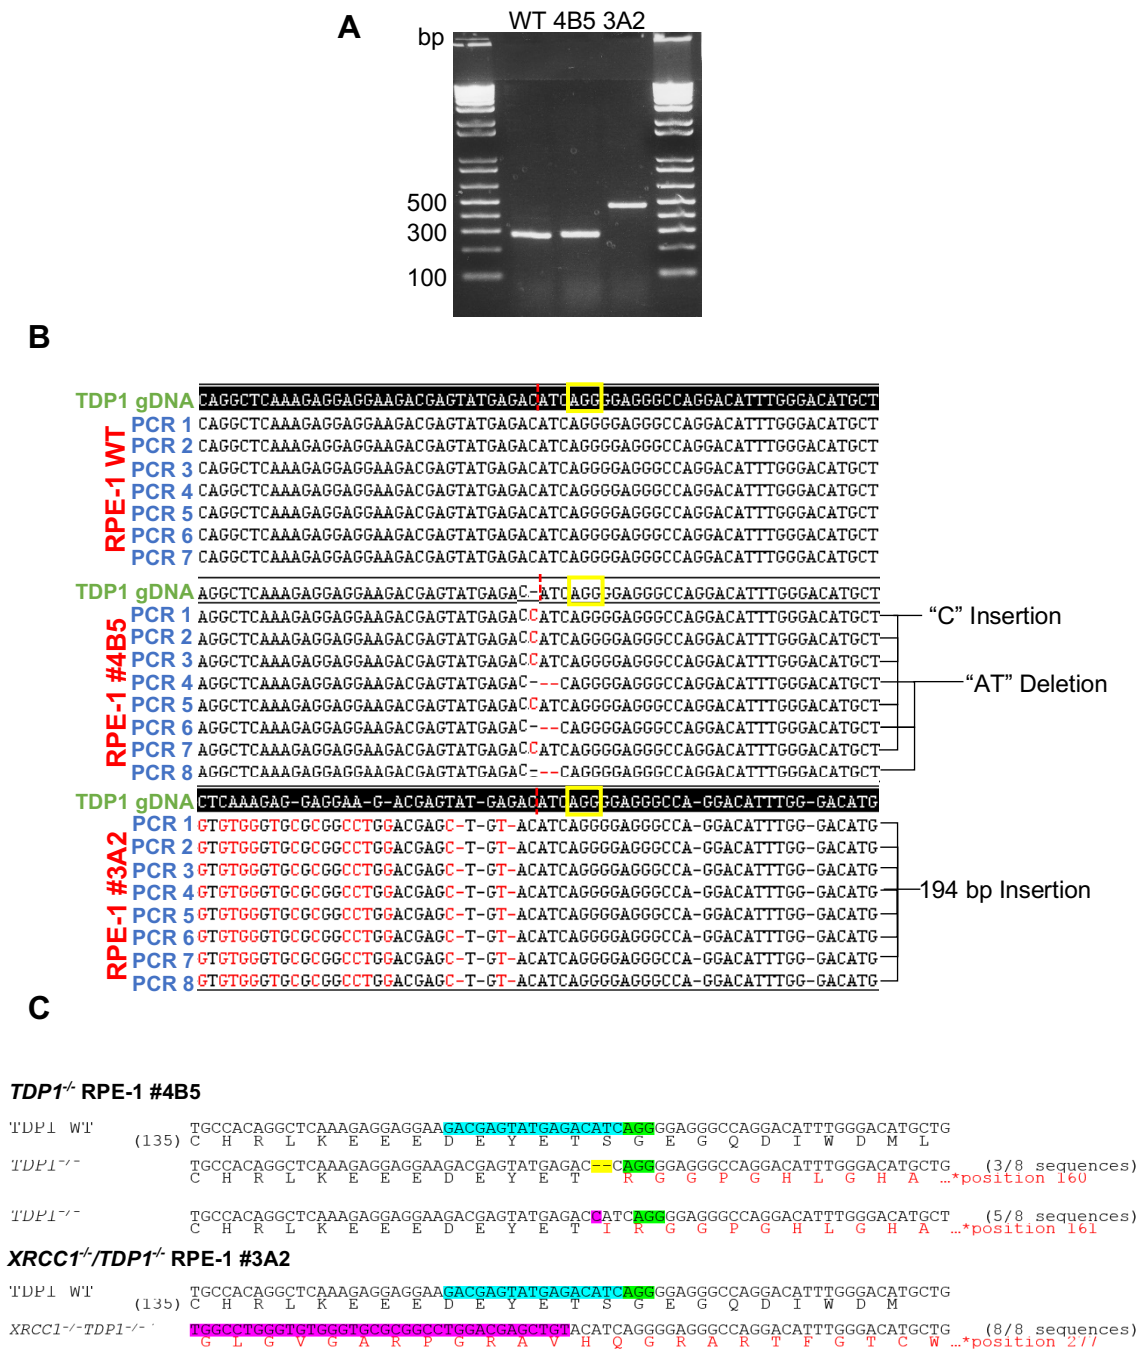 A
WT 4B5 3A2
bp
500
300
100
B
TDP1 gDNA CAGGCTCAAAGAGGAGGAAGACGAGTATGAGACATCAGGGGAGGGCCAGGACATTTGGGACATGCT
RPE-1 WT
PCR 1 CAGGCTCAAAGAGGAGGAAGACGAGTATGAGACATCAGGGGAGGGCCAGGACATTTGGGACATGCT
PCR 2 CAGGCTCAAAGAGGAGGAAGACGAGTATGAGACATCAGGGGAGGGCCAGGACATTTGGGACATGCT
PCR 3 CAGGCTCAAAGAGGAGGAAGACGAGTATGAGACATCAGGGGAGGGCCAGGACATTTGGGACATGCT
PCR 4 CAGGCTCAAAGAGGAGGAAGACGAGTATGAGACATCAGGGGAGGGCCAGGACATTTGGGACATGCT
PCR 5 CAGGCTCAAAGAGGAGGAAGACGAGTATGAGACATCAGGGGAGGGCCAGGACATTTGGGACATGCT
PCR 6 CAGGCTCAAAGAGGAGGAAGACGAGTATGAGACATCAGGGGAGGGCCAGGACATTTGGGACATGCT
PCR 7 CAGGCTCAAAGAGGAGGAAGACGAGTATGAGACATCAGGGGAGGGCCAGGACATTTGGGACATGCT
TDP1 gDNA AGGCTCAAAGAGGAGGAAGACGAGTATGAGAC-ATCAGGGGAGGGCCAGGACATTTGGGACATGCT
RPE-1 #4B5
PCR 1 AGGCTCAAAGAGGAGGAAGACGAGTATGAGACCATCAGGGGAGGGCCAGGACATTTGGGACATGCT
PCR 2 AGGCTCAAAGAGGAGGAAGACGAGTATGAGACCATCAGGGGAGGGCCAGGACATTTGGGACATGCT
PCR 3 AGGCTCAAAGAGGAGGAAGACGAGTATGAGACCATCAGGGGAGGGCCAGGACATTTGGGACATGCT
PCR 4 AGGCTCAAAGAGGAGGAAGACGAGTATGAGAC---CAGGGGAGGGCCAGGACATTTGGGACATGCT
PCR 5 AGGCTCAAAGAGGAGGAAGACGAGTATGAGACCATCAGGGGAGGGCCAGGACATTTGGGACATGCT
PCR 6 AGGCTCAAAGAGGAGGAAGACGAGTATGAGAC---CAGGGGAGGGCCAGGACATTTGGGACATGCT
PCR 7 AGGCTCAAAGAGGAGGAAGACGAGTATGAGACCATCAGGGGAGGGCCAGGACATTTGGGACATGCT
PCR 8 AGGCTCAAAGAGGAGGAAGACGAGTATGAGAC---CAGGGGAGGGCCAGGACATTTGGGACATGCT
“C” Insertion
“AT” Deletion
TDP1 gDNA CTCAAAGAG-GAGGAA-G-ACGAGTAT-GAGACATCAGGGGAGGGCCA-GGACATTTGG-GACATG
RPE-1 #3A2
PCR 1 GTGTGGGTGCGCGGCCTGGACGAGC-T-GT-ACATCAGGGGAGGGCCA-GGACATTTGG-GACATG
PCR 2 GTGTGGGTGCGCGGCCTGGACGAGC-T-GT-ACATCAGGGGAGGGCCA-GGACATTTGG-GACATG
PCR 3 GTGTGGGTGCGCGGCCTGGACGAGC-T-GT-ACATCAGGGGAGGGCCA-GGACATTTGG-GACATG
PCR 4 GTGTGGGTGCGCGGCCTGGACGAGC-T-GT-ACATCAGGGGAGGGCCA-GGACATTTGG-GACATG
PCR 5 GTGTGGGTGCGCGGCCTGGACGAGC-T-GT-ACATCAGGGGAGGGCCA-GGACATTTGG-GACATG
PCR 6 GTGTGGGTGCGCGGCCTGGACGAGC-T-GT-ACATCAGGGGAGGGCCA-GGACATTTGG-GACATG
PCR 7 GTGTGGGTGCGCGGCCTGGACGAGC-T-GT-ACATCAGGGGAGGGCCA-GGACATTTGG-GACATG
PCR 8 GTGTGGGTGCGCGGCCTGGACGAGC-T-GT-ACATCAGGGGAGGGCCA-GGACATTTGG-GACATG
194 bp Insertion
C
TDP1-/- RPE-1 #4B5
TDP1 WT TGCCACAGGCTCAAAGAGGAGGAAGACGAGTATGAGACATCAGGGGAGGGCCAGGACATTTGGGACATGCTG
(135) C H R L K E E E D E Y E T S G E G Q D I W D M L
TDP1-/- TGCCACAGGCTCAAAGAGGAGGAAGACGAGTATGAGAC--CAGGGGAGGGCCAGGACATTTGGGACATGCTG (3/8 sequences)
C H R L K E E E D E Y E T R G G P G H L G H A …*position 160
TDP1-/- TGCCACAGGCTCAAAGAGGAGGAAGACGAGTATGAGACCATCAGGGGAGGGCCAGGACATTTGGGACATGCT (5/8 sequences)
C H R L K E E E D E Y E T I R G G P G H L G H A …*position 161
XRCC1-/-/TDP1-/- RPE-1 #3A2
TDP1 WT TGCCACAGGCTCAAAGAGGAGGAAGACGAGTATGAGACATCAGGGGAGGGCCAGGACATTTGGGACATGCTG
(135) C H R L K E E E D E Y E T S G E G Q D I W D M
XRCC1-/-TDP1-/- TGGCCTGGGTGTGGGTGCGCGGCCTGGACGAGCTGTACATCAGGGGAGGGCCAGGACATTTGGGACATGCTG (8/8 sequences)
G L G V G A R P G R A V H Q G R A R T F G T C W …*position 277